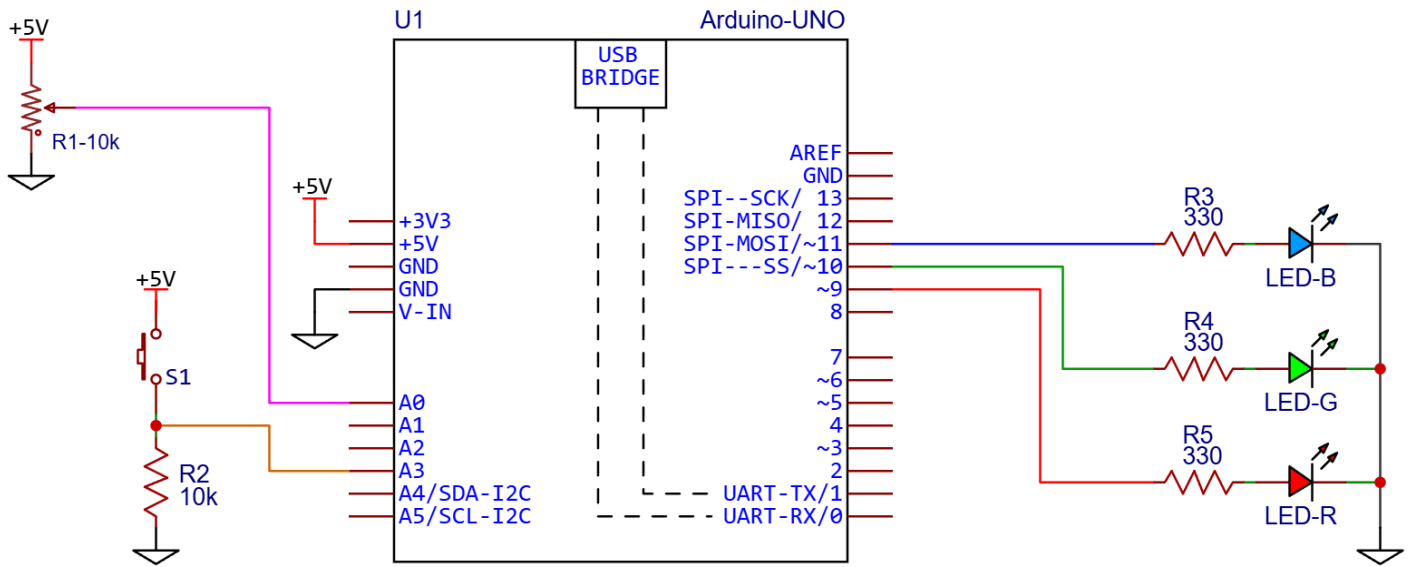 +5V
R1-10k
+5V
S1
R2
10k
U1
Arduino-UNO
USB
BRIDGE
+5V
+3V3
+5V
GND
GND
V-IN
A0
A1
A2
A3
A4/SDA-I2C
A5/SCL-I2C
AREF
GND
SPI--SCK/ 13
SPI-MISO/ 12
SPI-MOSI/~11
SPI---SS/~10
~9
8
7
~6
~5
4
~3
2
UART-TX/1
UART-RX/0
R3
330
LED-B
R4
330
LED-G
R5
330
LED-R